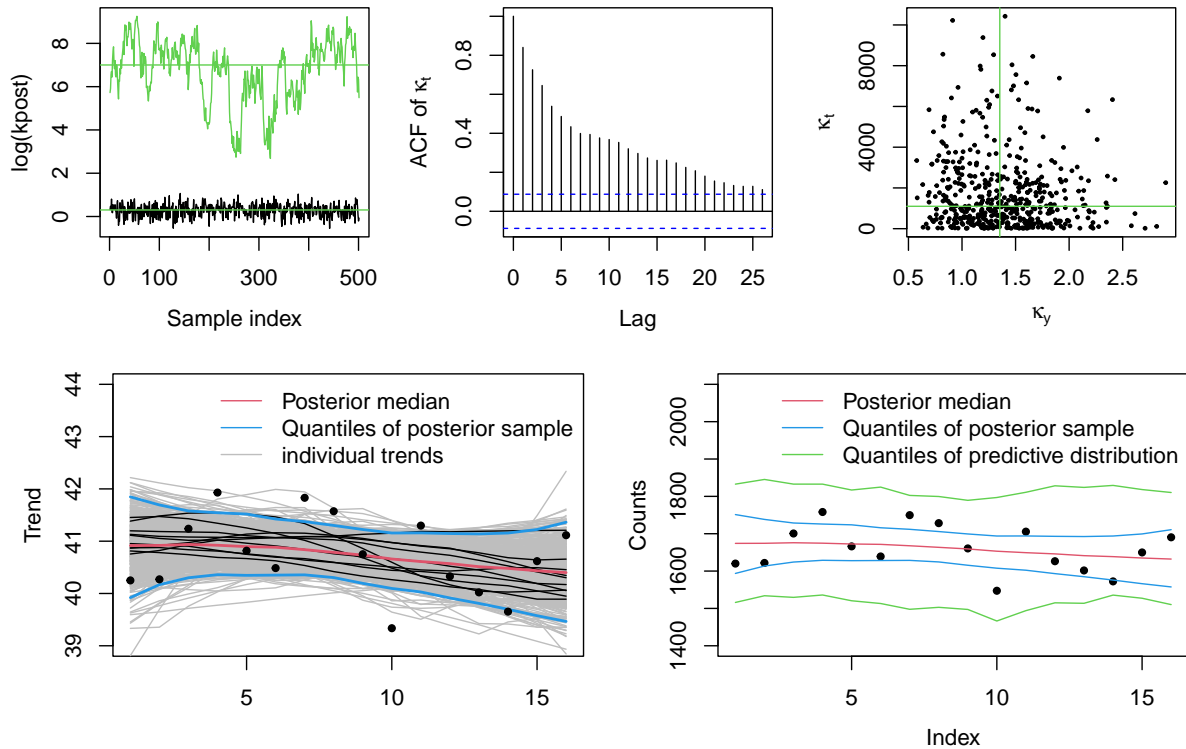 log(kpost)
8
6
4
2
0
0
100
300
500
Sample index
ACF of κt
0.8
0.4
0.0
0
5
10
15
20
25
Lag
κt
8000
4000
0
0.5
1.0
1.5
2.0
2.5
κy
Trend
44
43
42
41
40
39
Posterior median
Quantiles of posterior sample
individual trends
5
10
15
Counts
2000
1800
1600
1400
Posterior median
Quantiles of posterior sample
Quantiles of predictive distribution
5
10
15
Index